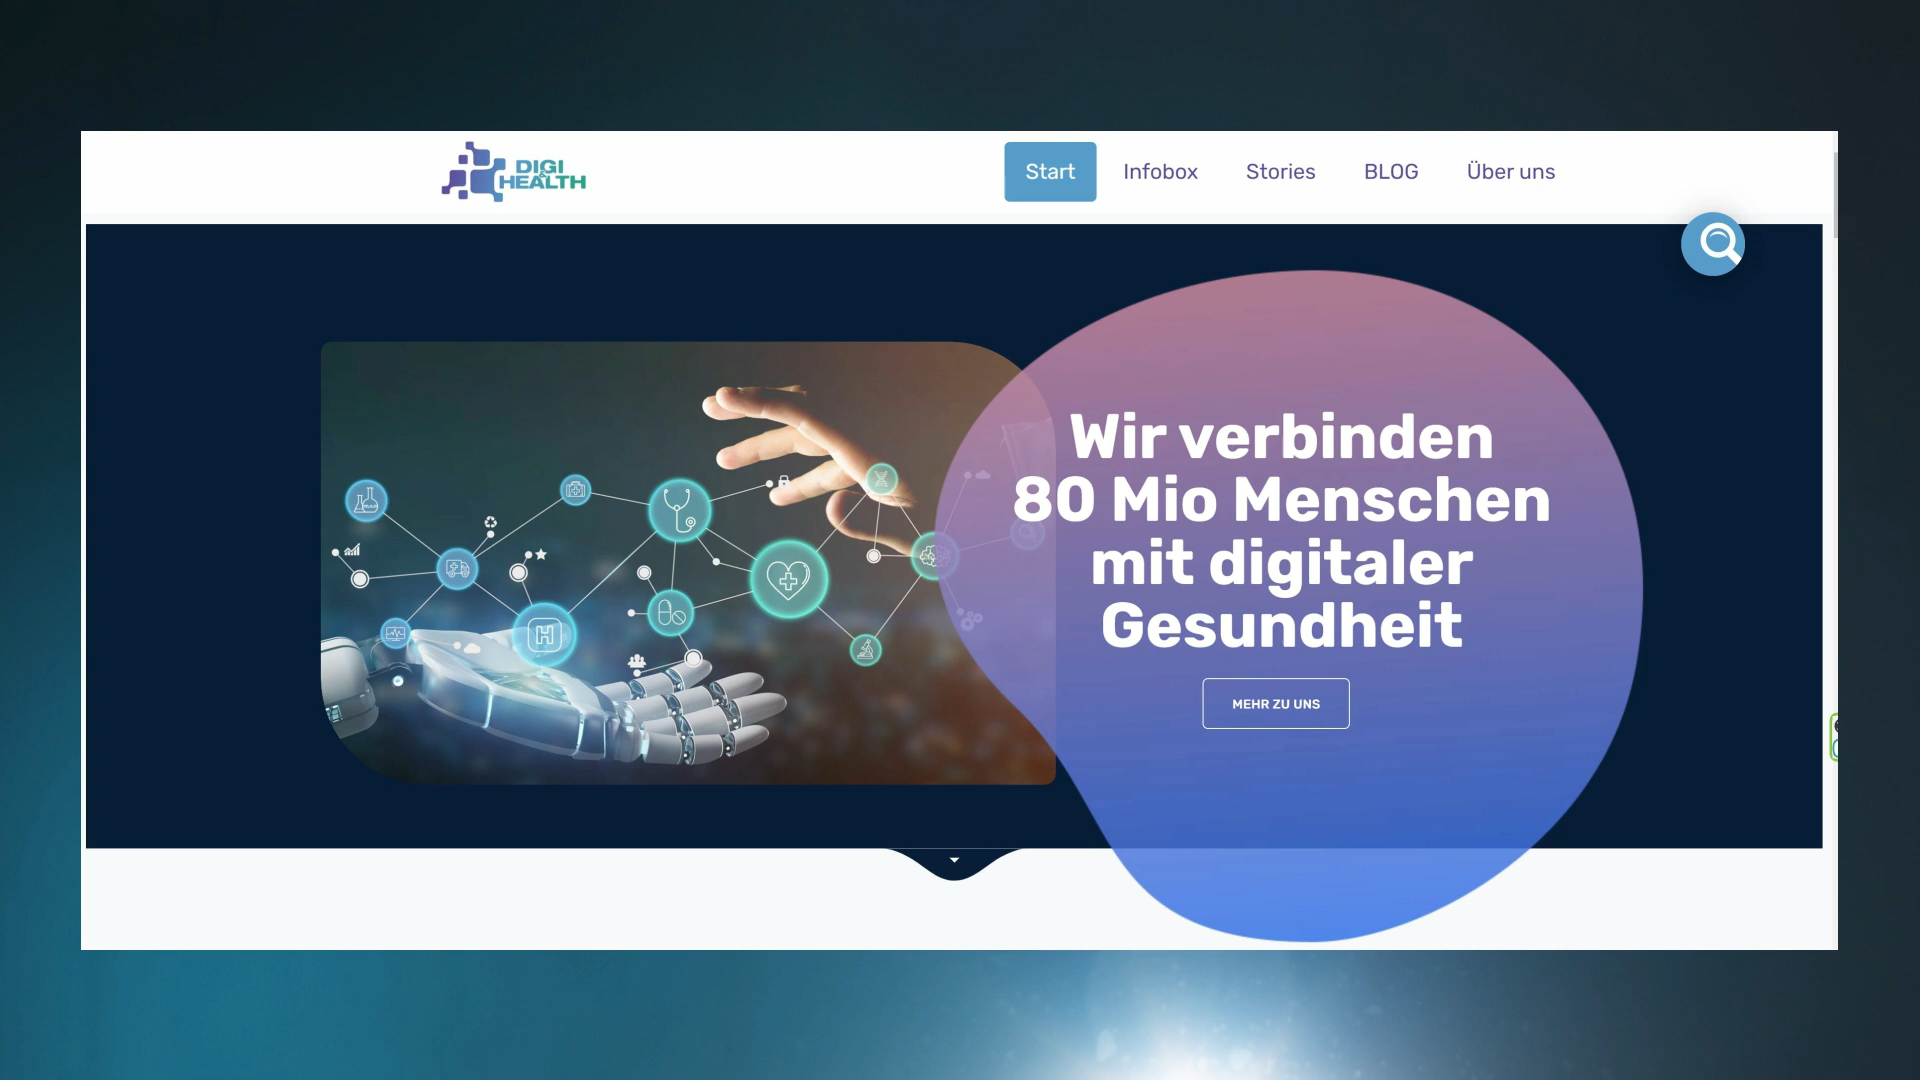 DIGI
&
HEALTH
Start
Infobox
Stories
BLOG
Über uns
Wir verbinden
80 Mio Menschen
mit digitaler
Gesundheit
MEHR ZU UNS
H